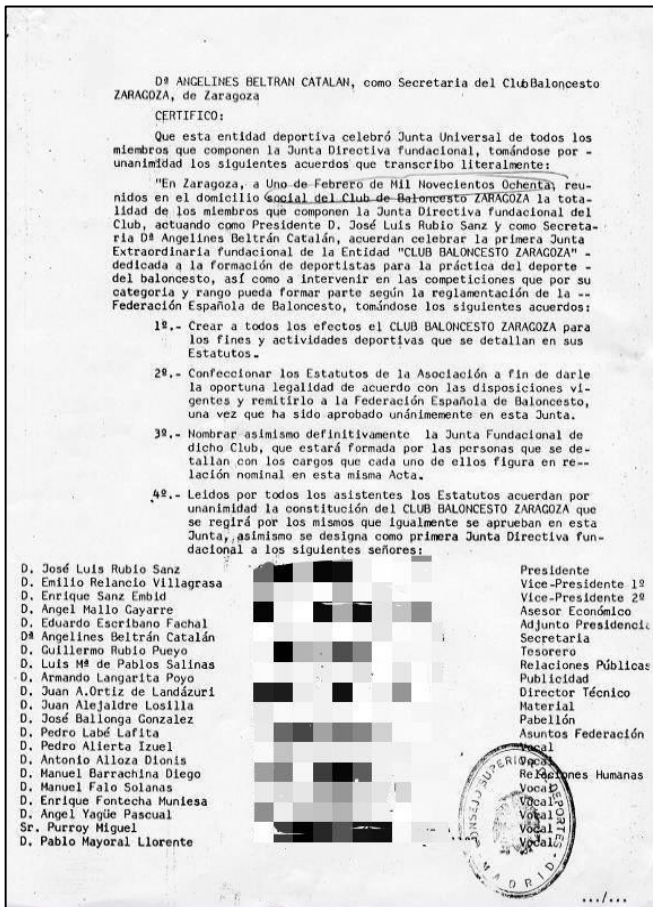 Dª ANGELINES BELTRAN CATALAN, como Secretaria del Club Baloncesto
ZARAGOZA, de Zaragoza
CERTIFICO:
Que esta entidad deportiva celebró Junta Universal de todos los
miembros que componen la Junta Directiva fundacional, tomándose por -
unanimidad los siguientes acuerdos que transcribo literalmente:
"En Zaragoza, a Uno de Febrero de Mil Novecientos Ochenta, reu-
nidos en el domicilio social del Club de Baloncesto ZARAGOZA la tota-
lidad de los miembros que componen la Junta Directiva fundacional del
Club, actuando como Presidente D. José Luis Rubio Sanz y como Secreta-
ria Dª Angelines Beltrán Catalán, acuerdan celebrar la primera Junta
Extraordinaria fundacional de la Entidad "CLUB BALONCESTO ZARAGOZA" -
dedicada a la formación de deportistas para la práctica del deporte -
del baloncesto, así como a intervenir en las competiciones que por su
categoria y rango pueda formar parte según la reglamentación de la --
Federación Española de Baloncesto, tomándose los siguientes acuerdos:
1º.- Crear a todos los efectos el CLUB BALONCESTO ZARAGOZA para
los fines y actividades deportivas que se detallan en sus
Estatutos.
2º.- Confeccionar los Estatutos de la Asociación a fin de darle
la oportuna legalidad de acuerdo con las disposiciones vi-
gentes y remitirlo a la Federación Española de Baloncesto,
una vez que ha sido aprobado unánimemente en esta Junta.
3º.- Nombrar asimismo definitivamente la Junta Fundacional de
dicho Club, que estará formada por las personas que se de-
tallan con los cargos que cada uno de ellos figura en re--
lación nominal en esta misma Acta.
4º.- Leidos por todos los asistentes los Estatutos acuerdan por
unanimidad la constitución del CLUB BALONCESTO ZARAGOZA que
se regirá por los mismos que igualmente se aprueban en esta
Junta, asimismo se designa como primera Junta Directiva fun-
dacional a los siguientes señores:
D. José Luis Rubio Sanz Presidente
D. Emilio Relancio Villagrasa Vice-Presidente 1º
D. Enrique Sanz Embid Vice-Presidente 2º
D. Angel Mallo Gayarre Asesor Económico
D. Eduardo Escribano Fachal Adjunto Presidencia
Dª Angelines Beltrán Catalán Secretaria
D. Guillermo Rubio Pueyo Tesorero
D. Luis Mª de Pablos Salinas Relaciones Públicas
D. Armando Langarita Poyo Publicidad
D. Juan A.Ortiz de Landázuri Director Técnico
D. Juan Alejaldre Losilla Material
D. José Ballonga Gonzalez Pabellón
D. Pedro Labé Lafita Asuntos Federación
D. Pedro Alierta Izuel Vocal
D. Antonio Alloza Dionis Vocal
D. Manuel Barrachina Diego Relaciones Humanas
D. Manuel Falo Solanas Vocal
D. Enrique Fontecha Muniesa Vocal
D. Angel Yagüe Pascual Vocal
Sr. Purroy Miguel Vocal
D. Pablo Mayoral Llorente Vocal
CONSEJO SUPERIOR DE DEPORTES
MADRID
.../...